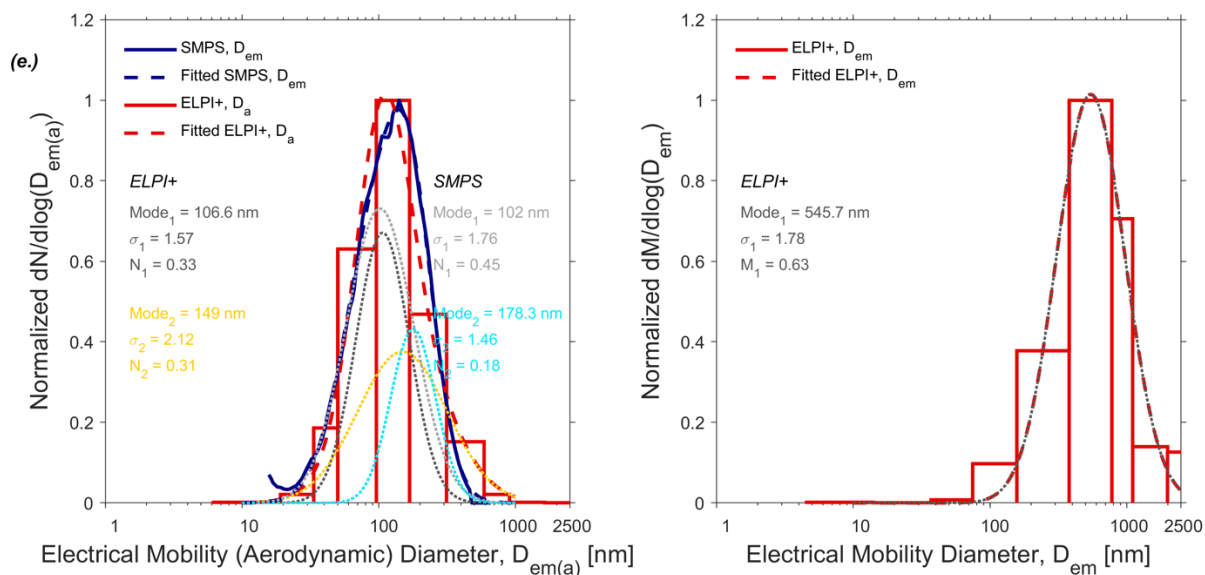 (e.)
Normalized dN/dlog(D_em(a))
1.2
1
0.8
0.6
0.4
0.2
0
SMPS, D_em
Fitted SMPS, D_em
ELPI+, D_a
Fitted ELPI+, D_a
ELPI+
Mode_1 = 106.6 nm
σ_1 = 1.57
N_1 = 0.33
Mode_2 = 149 nm
σ_2 = 2.12
N_2 = 0.31
SMPS
Mode_1 = 102 nm
σ_1 = 1.76
N_1 = 0.45
Mode_2 = 178.3 nm
σ_2 = 1.46
N_2 = 0.18
1 10 100 1000 2500
Electrical Mobility (Aerodynamic) Diameter, D_em(a) [nm]
Normalized dM/dlog(D_em)
1.2
1
0.8
0.6
0.4
0.2
0
ELPI+, D_em
Fitted ELPI+, D_em
ELPI+
Mode_1 = 545.7 nm
σ_1 = 1.78
M_1 = 0.63
1 10 100 1000 2500
Electrical Mobility Diameter, D_em [nm]